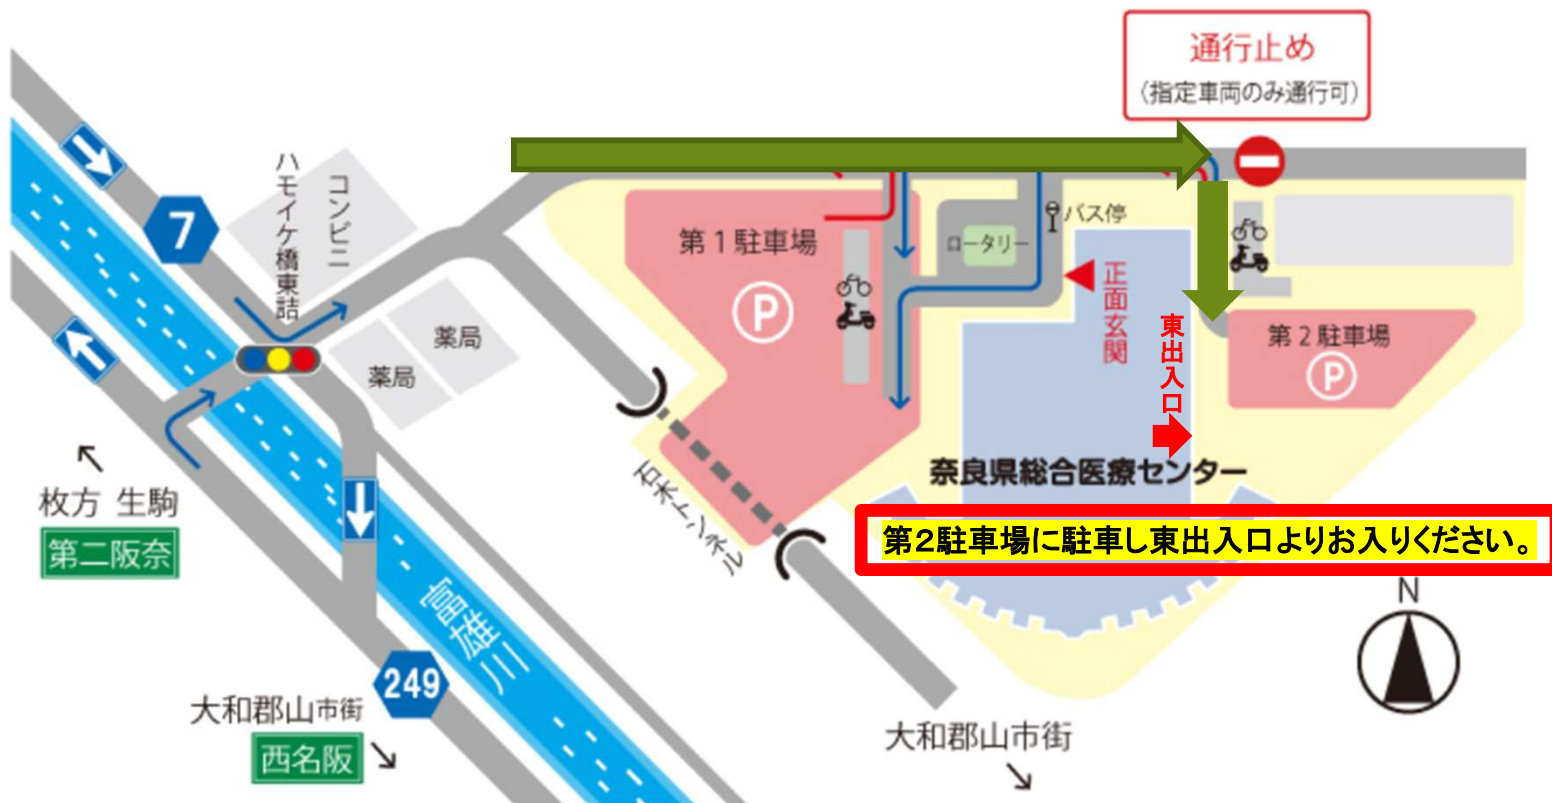 通行止め
(指定車両のみ通行可)
ハモイケ橋東詰
コンビニ
7
第1駐車場
P
ロータリー
バス停
正面玄関
東出入口
第2駐車場
P
薬局
薬局
枚方 生駒
第二阪奈
石木トンネル
奈良県総合医療センター
第2駐車場に駐車し東出入口よりお入りください。
富雄川
249
大和郡山市街
西名阪
大和郡山市街
N